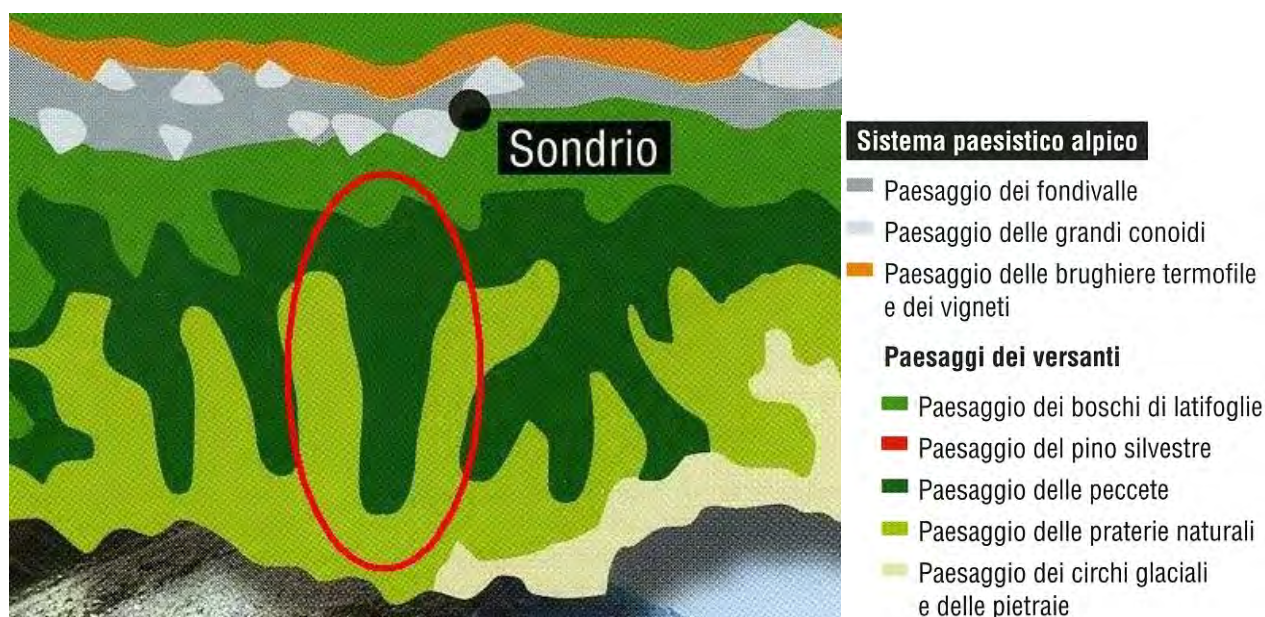 Sondrio
Sistema paesistico alpico
Paesaggio dei fondivalle
Paesaggio delle grandi conoidi
Paesaggio delle brughiere termofile
e dei vigneti
Paesaggi dei versanti
Paesaggio dei boschi di latifoglie
Paesaggio del pino silvestre
Paesaggio delle peccete
Paesaggio delle praterie naturali
Paesaggio dei circhi glaciali
e delle pietraie